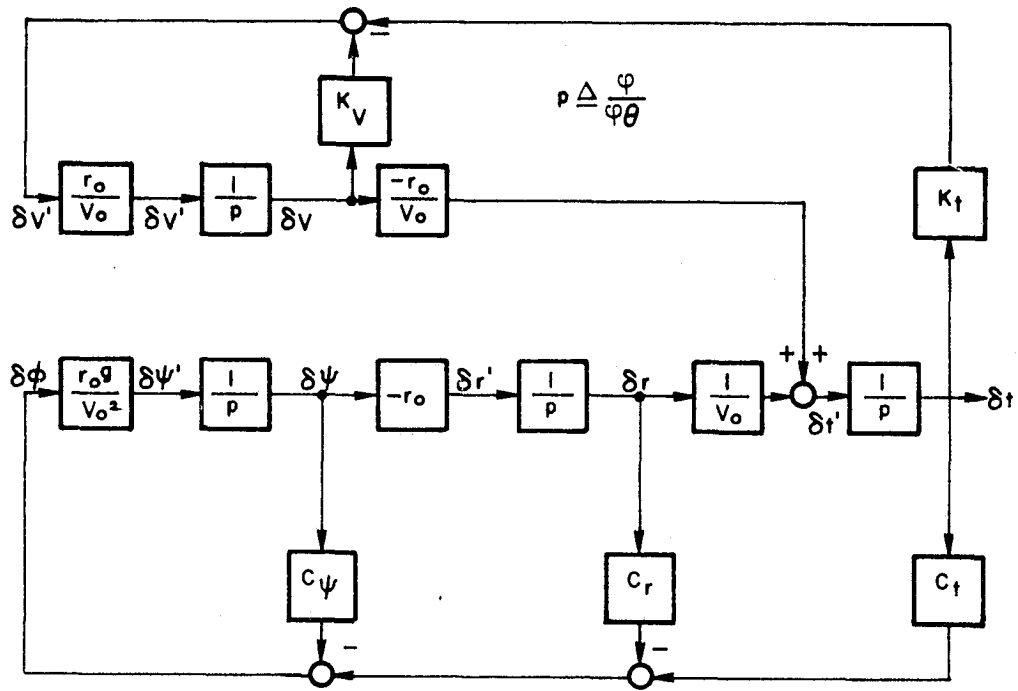 −
K_V
p ≜ φ/φθ
r₀/V₀
1/p
−r₀/V₀
K_t
δV'
δV'
δV
+ +
δφ
r₀g/V₀²
δψ'
1/p
δψ
−r₀
δr'
1/p
δr
1/V₀
δt'
1/p
δt
C_ψ
C_r
C_t
−
−